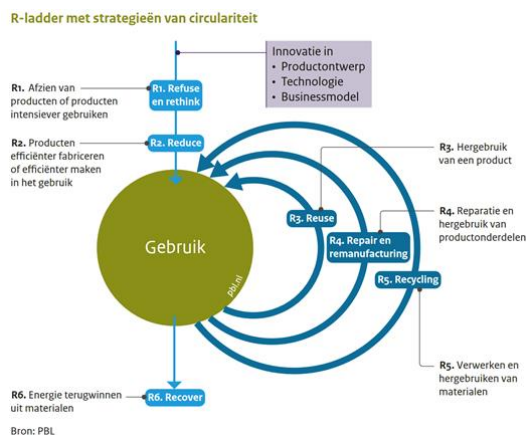 R-ladder met strategieën van circulariteit
Innovatie in
• Productontwerp
• Technologie
• Businessmodel
R1. Afzien van
producten of producten
intensiever gebruiken
R1. Refuse
en rethink
R2. Producten
efficiënter fabriceren
of efficiënter maken
in het gebruik
R2. Reduce
R3. Hergebruik
van een product
R3. Reuse
R4. Reparatie en
hergebruik van
productonderdelen
R4. Repair en
remanufacturing
Gebruik
pbl.nl
R5. Recycling
R5. Verwerken en
hergebruiken van
materialen
R6. Energie terugwinnen
uit materialen
R6. Recover
Bron: PBL